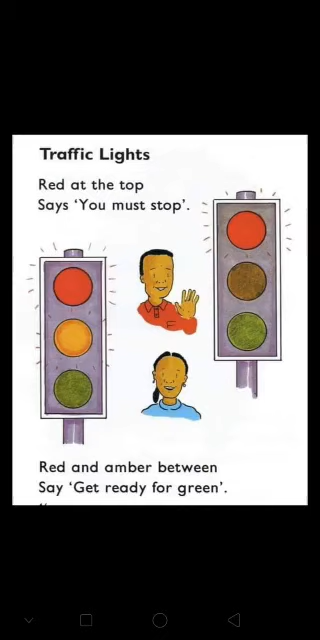 Traffic Lights
Red at the top
Says ‘You must stop’.
Red and amber between
Say ‘Get ready for green’.